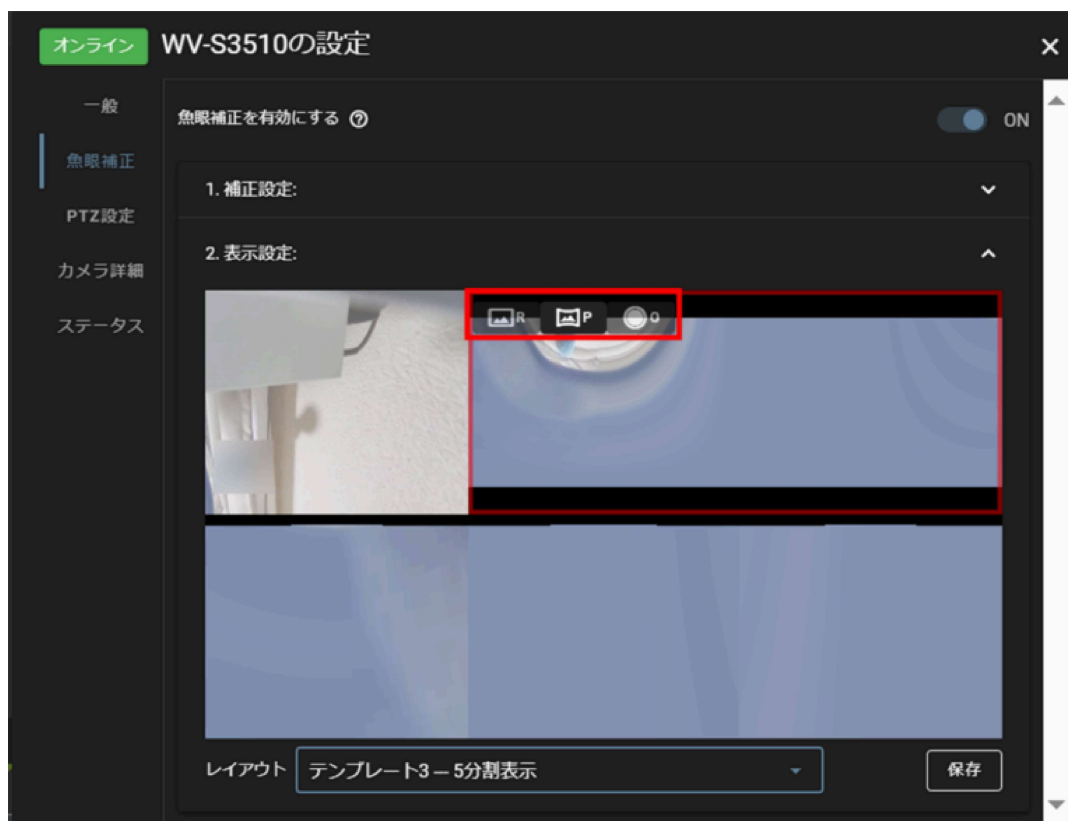 オンライン WV-S3510の設定
一般
魚眼補正
PTZ設定
カメラ詳細
ステータス
魚眼補正を有効にする ON
1. 補正設定:
2. 表示設定:
R P O
レイアウト テンプレート3 — 5分割表示 保存